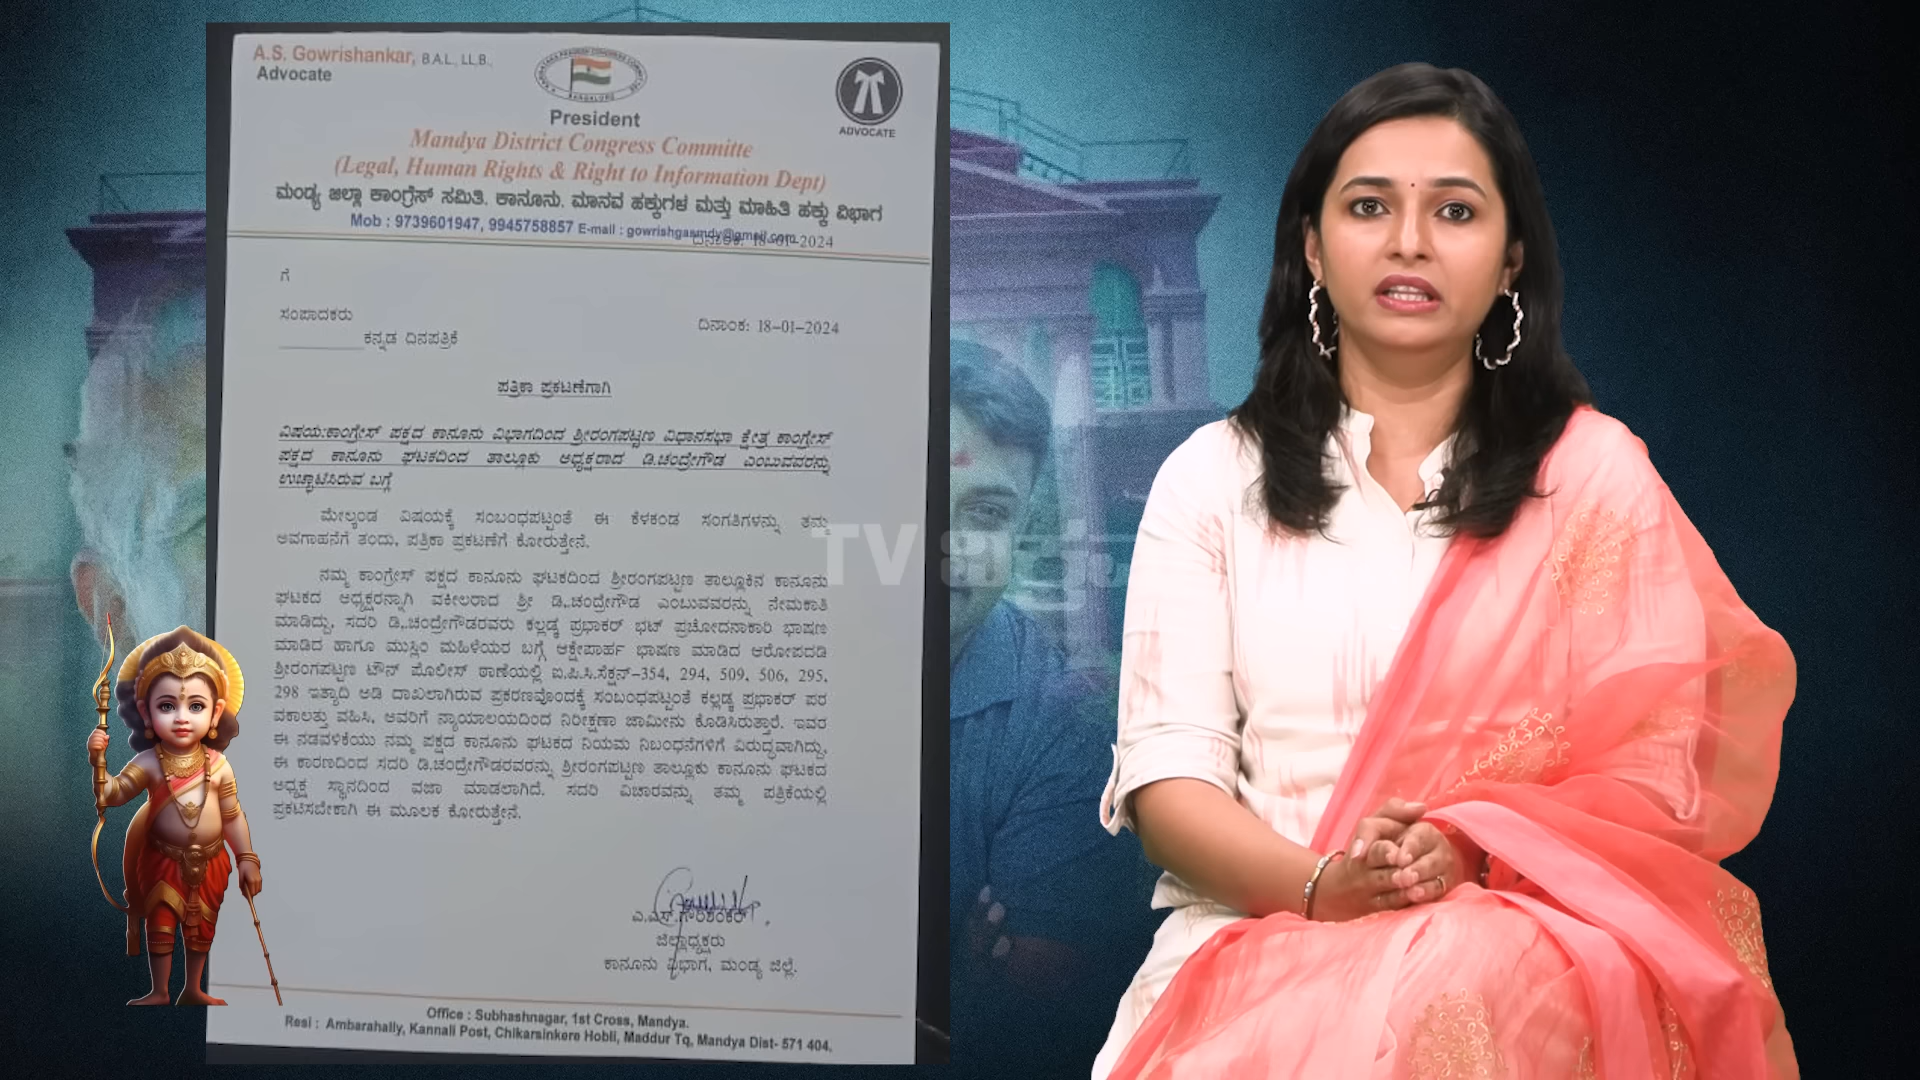 A.S. Gowrishankar, B.A.L., LL.B.,
Advocate
BANGALORE
ADVOCATE
President
Mandya District Congress Committe
(Legal, Human Rights & Right to Information Dept)
ಮಂಡ್ಯ ಜಿಲ್ಲಾ ಕಾಂಗ್ರೆಸ್ ಸಮಿತಿ. ಕಾನೂನು. ಮಾನವ ಹಕ್ಕುಗಳ ಮತ್ತು ಮಾಹಿತಿ ಹಕ್ಕು ವಿಭಾಗ
Mob : 9739601947, 9945758857 E-mail :
ದಿನಾಂಕ: 18-01-2024
ಗೆ
ಸಂಪಾದಕರು
ದಿನಾಂಕ: 18-01-2024
ಕನ್ನಡ ದಿನಪತ್ರಿಕೆ
ಪತ್ರಿಕಾ ಪ್ರಕಟಣೆಗಾಗಿ
ವಿಷಯ:ಕಾಂಗ್ರೇಸ್ ಪಕ್ಷದ ಕಾನೂನು ವಿಭಾಗದಿಂದ ಶ್ರೀರಂಗಪಟ್ಟಣ ವಿಧಾನಸಭಾ ಕ್ಷೇತ್ರ ಕಾಂಗ್ರೇಸ್
ಪಕ್ಷದ ಕಾನೂನು ಘಟಕದಿಂದ ತಾಲ್ಲೂಕು ಅಧ್ಯಕ್ಷರಾದ ಡಿ.ಚಂದ್ರೇಗೌಡ ಎಂಬುವವರನ್ನು
ಉಚ್ಛಾಟಿಸಿರುವ ಬಗ್ಗೆ
ಮೇಲ್ಕಂಡ ವಿಷಯಕ್ಕೆ ಸಂಬಂಧಪಟ್ಟಂತೆ ಈ ಕೆಳಕಂಡ ಸಂಗತಿಗಳನ್ನು ತಮ್ಮ
ಅವಗಾಹನೆಗೆ ತಂದು, ಪತ್ರಿಕಾ ಪ್ರಕಟಣೆಗೆ ಕೋರುತ್ತೇನೆ.
ನಮ್ಮ ಕಾಂಗ್ರೇಸ್ ಪಕ್ಷದ ಕಾನೂನು ಘಟಕದಿಂದ ಶ್ರೀರಂಗಪಟ್ಟಣ ತಾಲ್ಲೂಕಿನ ಕಾನೂನು
ಘಟಕದ ಅಧ್ಯಕ್ಷರನ್ನಾಗಿ ವಕೀಲರಾದ ಶ್ರೀ ಡಿ.ಚಂದ್ರೇಗೌಡ ಎಂಬುವವರನ್ನು ನೇಮಕಾತಿ
ಮಾಡಿದ್ದು, ಸದರಿ ಡಿ.ಚಂದ್ರೇಗೌಡರವರು ಕಲ್ಲಡ್ಕ ಪ್ರಭಾಕರ್ ಭಟ್ ಪ್ರಚೋದನಾಕಾರಿ ಭಾಷಣ
ಮಾಡಿದ ಹಾಗೂ ಮುಸ್ಲಿಂ ಮಹಿಳೆಯರ ಬಗ್ಗೆ ಆಕ್ಷೇಪಾರ್ಹ ಭಾಷಣ ಮಾಡಿದ ಆರೋಪದಡಿ
ಶ್ರೀರಂಗಪಟ್ಟಣ ಟೌನ್ ಪೊಲೀಸ್ ಠಾಣೆಯಲ್ಲಿ ಐ.ಪಿ.ಸಿ.ಸೆಕ್ಷನ್-354, 294, 509, 506, 295,
298 ಇತ್ಯಾದಿ ಅಡಿ ದಾಖಲಾಗಿರುವ ಪ್ರಕರಣವೊಂದಕ್ಕೆ ಸಂಬಂಧಪಟ್ಟಂತೆ ಕಲ್ಲಡ್ಕ ಪ್ರಭಾಕರ್ ಪರ
ವಕಾಲತ್ತು ವಹಿಸಿ, ಅವರಿಗೆ ನ್ಯಾಯಾಲಯದಿಂದ ನಿರೀಕ್ಷಣಾ ಜಾಮೀನು ಕೊಡಿಸಿರುತ್ತಾರೆ. ಇವರ
ಈ ನಡವಳಿಕೆಯು ನಮ್ಮ ಪಕ್ಷದ ಕಾನೂನು ಘಟಕದ ನಿಯಮ ನಿಬಂಧನೆಗಳಿಗೆ ವಿರುದ್ಧವಾಗಿದ್ದು,
ಈ ಕಾರಣದಿಂದ ಸದರಿ ಡಿ.ಚಂದ್ರೇಗೌಡರವರನ್ನು ಶ್ರೀರಂಗಪಟ್ಟಣ ತಾಲ್ಲೂಕು ಕಾನೂನು ಘಟಕದ
ಅಧ್ಯಕ್ಷ ಸ್ಥಾನದಿಂದ ವಜಾ ಮಾಡಲಾಗಿದೆ. ಸದರಿ ವಿಚಾರವನ್ನು ತಮ್ಮ ಪತ್ರಿಕೆಯಲ್ಲಿ
ಪ್ರಕಟಿಸಬೇಕಾಗಿ ಈ ಮೂಲಕ ಕೋರುತ್ತೇನೆ.
ಎ.ಎಸ್.ಗೌರಿಶಂಕರ್
ಜಿಲ್ಲಾಧ್ಯಕ್ಷರು
ಕಾನೂನು ವಿಭಾಗ, ಮಂಡ್ಯ ಜಿಲ್ಲೆ.
Office : Subhashnagar, 1st Cross, Mandya.
Resi : Ambarahally, Kannali Post, Chikarsinkere Hobli, Maddur Tq, Mandya Dist- 571 404.
TV ವಿಕ್ರಮ